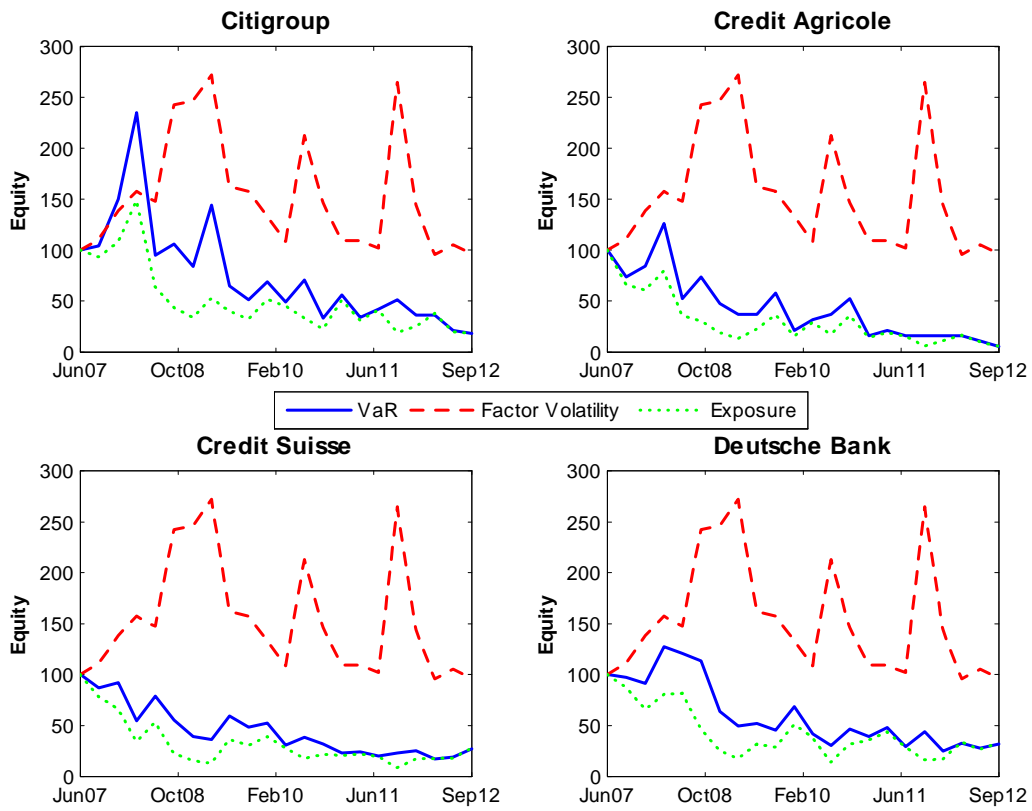 Citigroup
Credit Agricole
300
250
200
150
100
50
0
Equity
Jun07 Oct08 Feb10 Jun11 Sep12
300
250
200
150
100
50
0
Equity
Jun07 Oct08 Feb10 Jun11 Sep12
VaR Factor Volatility Exposure
Credit Suisse
Deutsche Bank
300
250
200
150
100
50
0
Equity
Jun07 Oct08 Feb10 Jun11 Sep12
300
250
200
150
100
50
0
Equity
Jun07 Oct08 Feb10 Jun11 Sep12